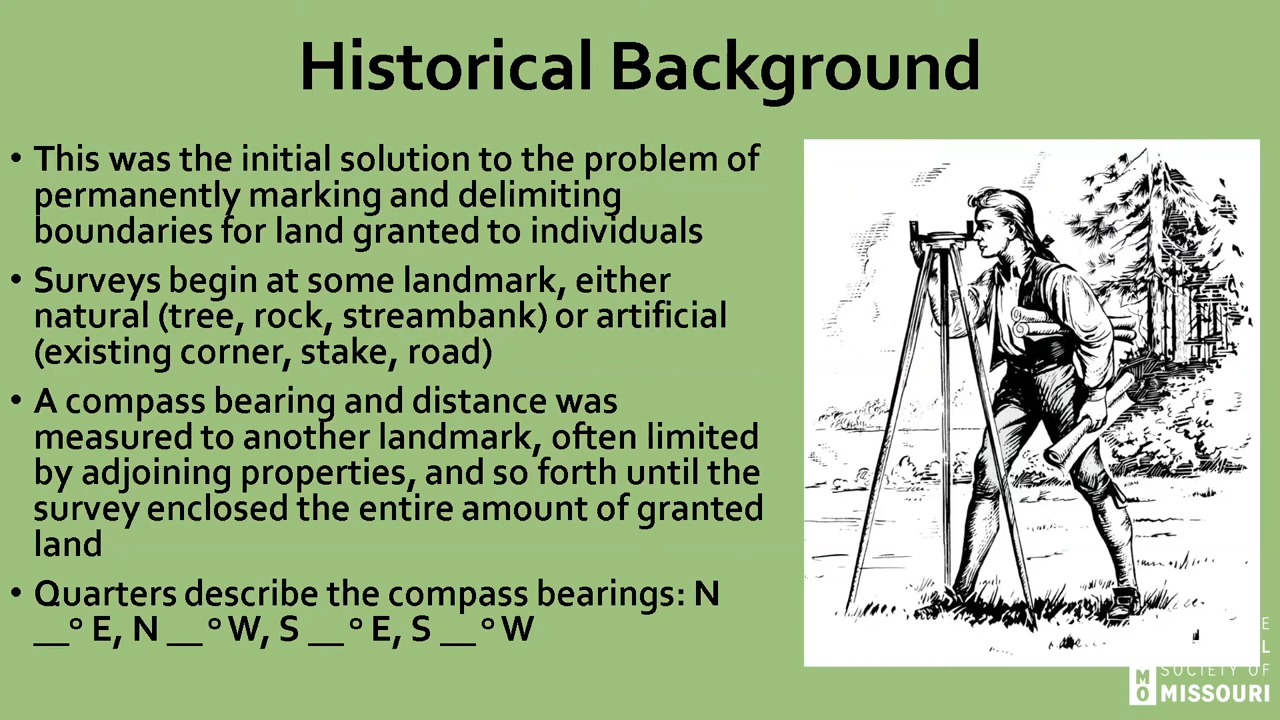 Historical Background
• This was the initial solution to the problem of
permanently marking and delimiting
boundaries for land granted to individuals
• Surveys begin at some landmark, either
natural (tree, rock, streambank) or artificial
(existing corner, stake, road)
• A compass bearing and distance was
measured to another landmark, often limited
by adjoining properties, and so forth until the
survey enclosed the entire amount of granted
land
• Quarters describe the compass bearings: N
__° E, N __° W, S __° E, S __° W
E
L
SOCIETY OF
MO MISSOURI